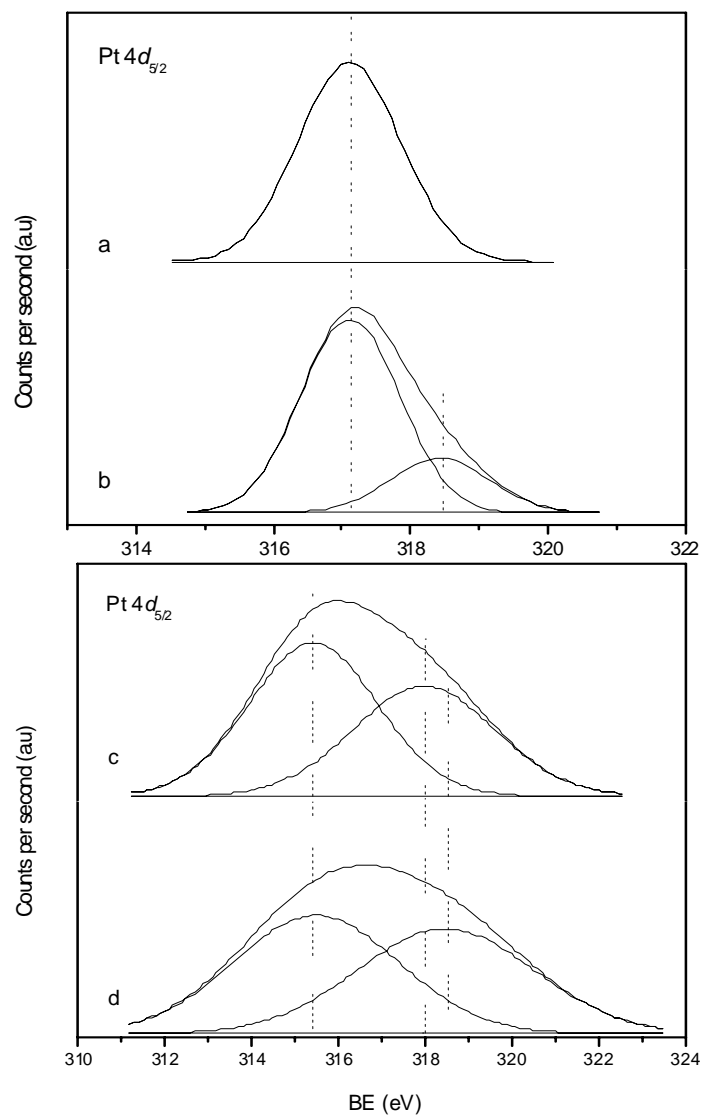 Pt 4d5/2
Counts per second (a.u)
a
b
314 316 318 320 322
Pt 4d5/2
Counts per second (a.u)
c
d
310 312 314 316 318 320 322 324
BE (eV)